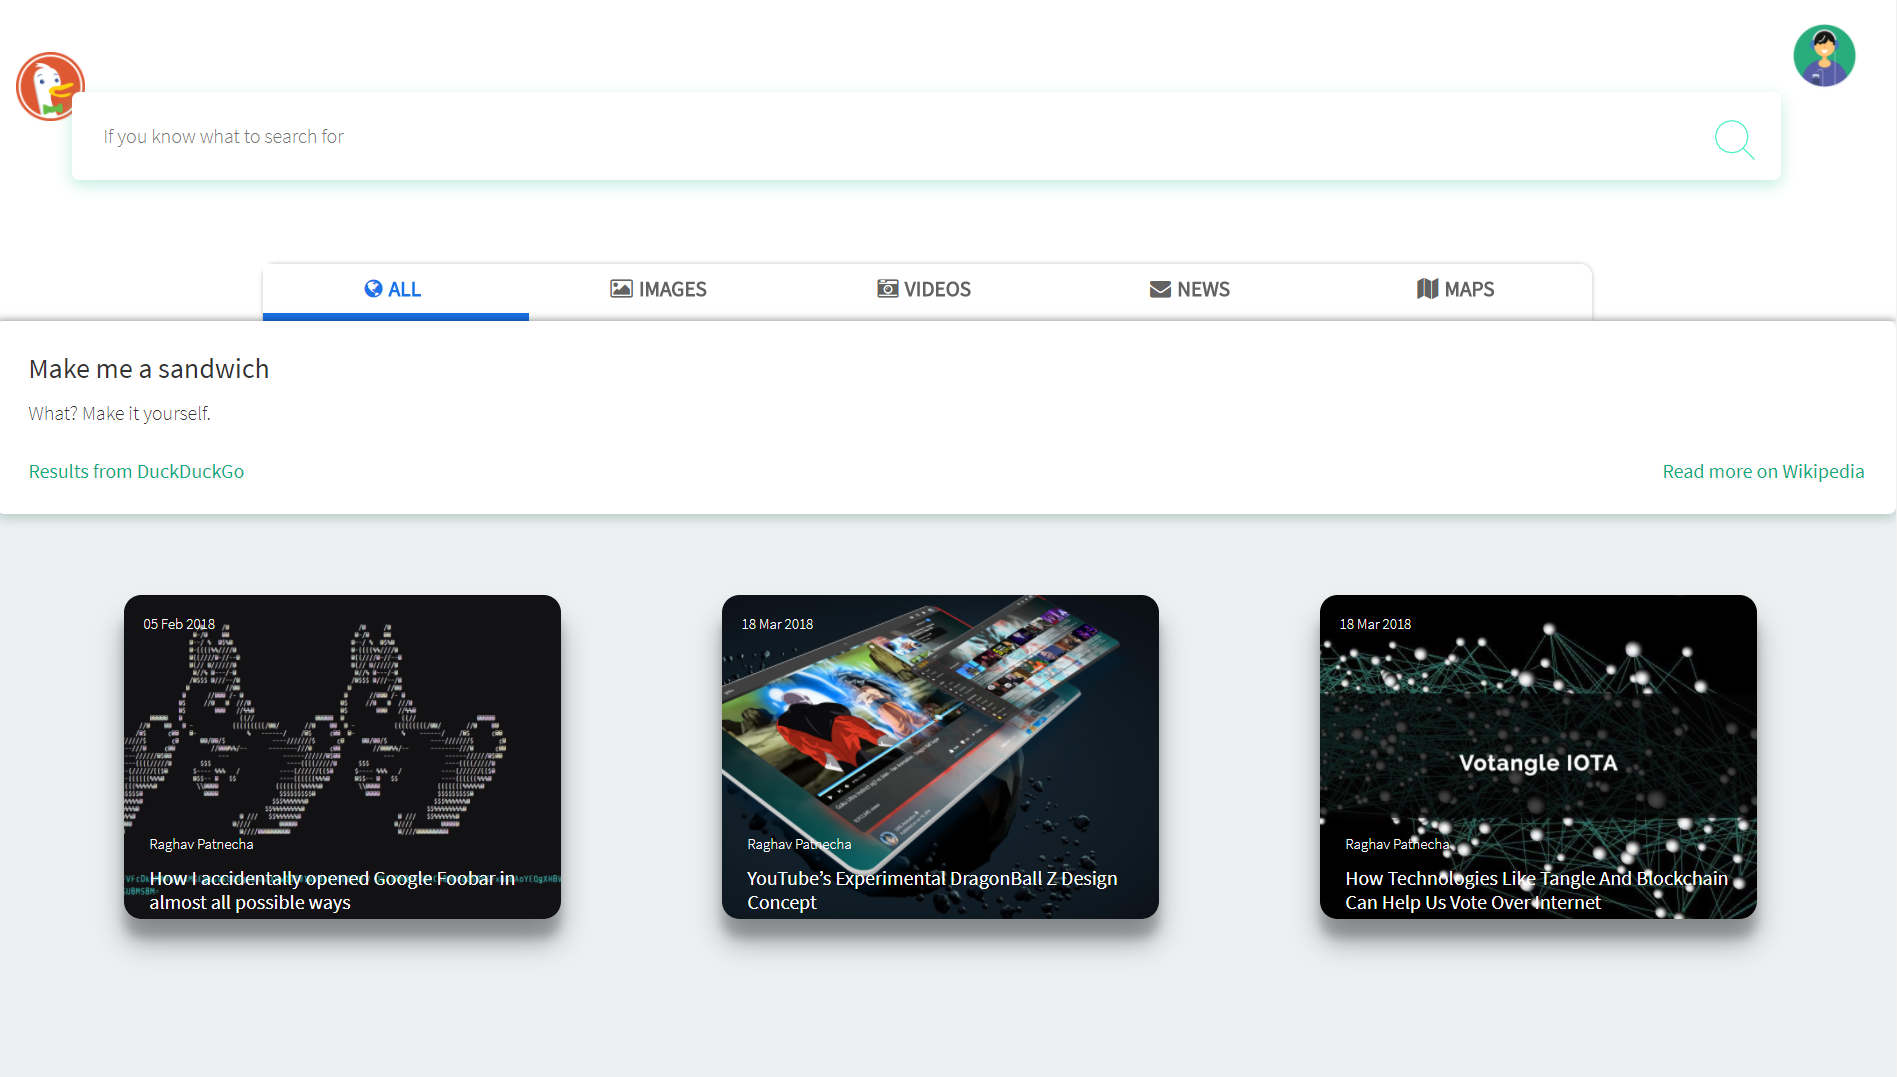 If you know what to search for
ALL
IMAGES
VIDEOS
NEWS
MAPS
Make me a sandwich
What? Make it yourself.
Results from DuckDuckGo
Read more on Wikipedia
05 Feb 2018
Raghav Patnecha
How I accidentally opened Google Foobar in
almost all possible ways
18 Mar 2018
Raghav Patnecha
YouTube’s Experimental DragonBall Z Design
Concept
18 Mar 2018
Votangle IOTA
Raghav Patnecha
How Technologies Like Tangle And Blockchain
Can Help Us Vote Over Internet